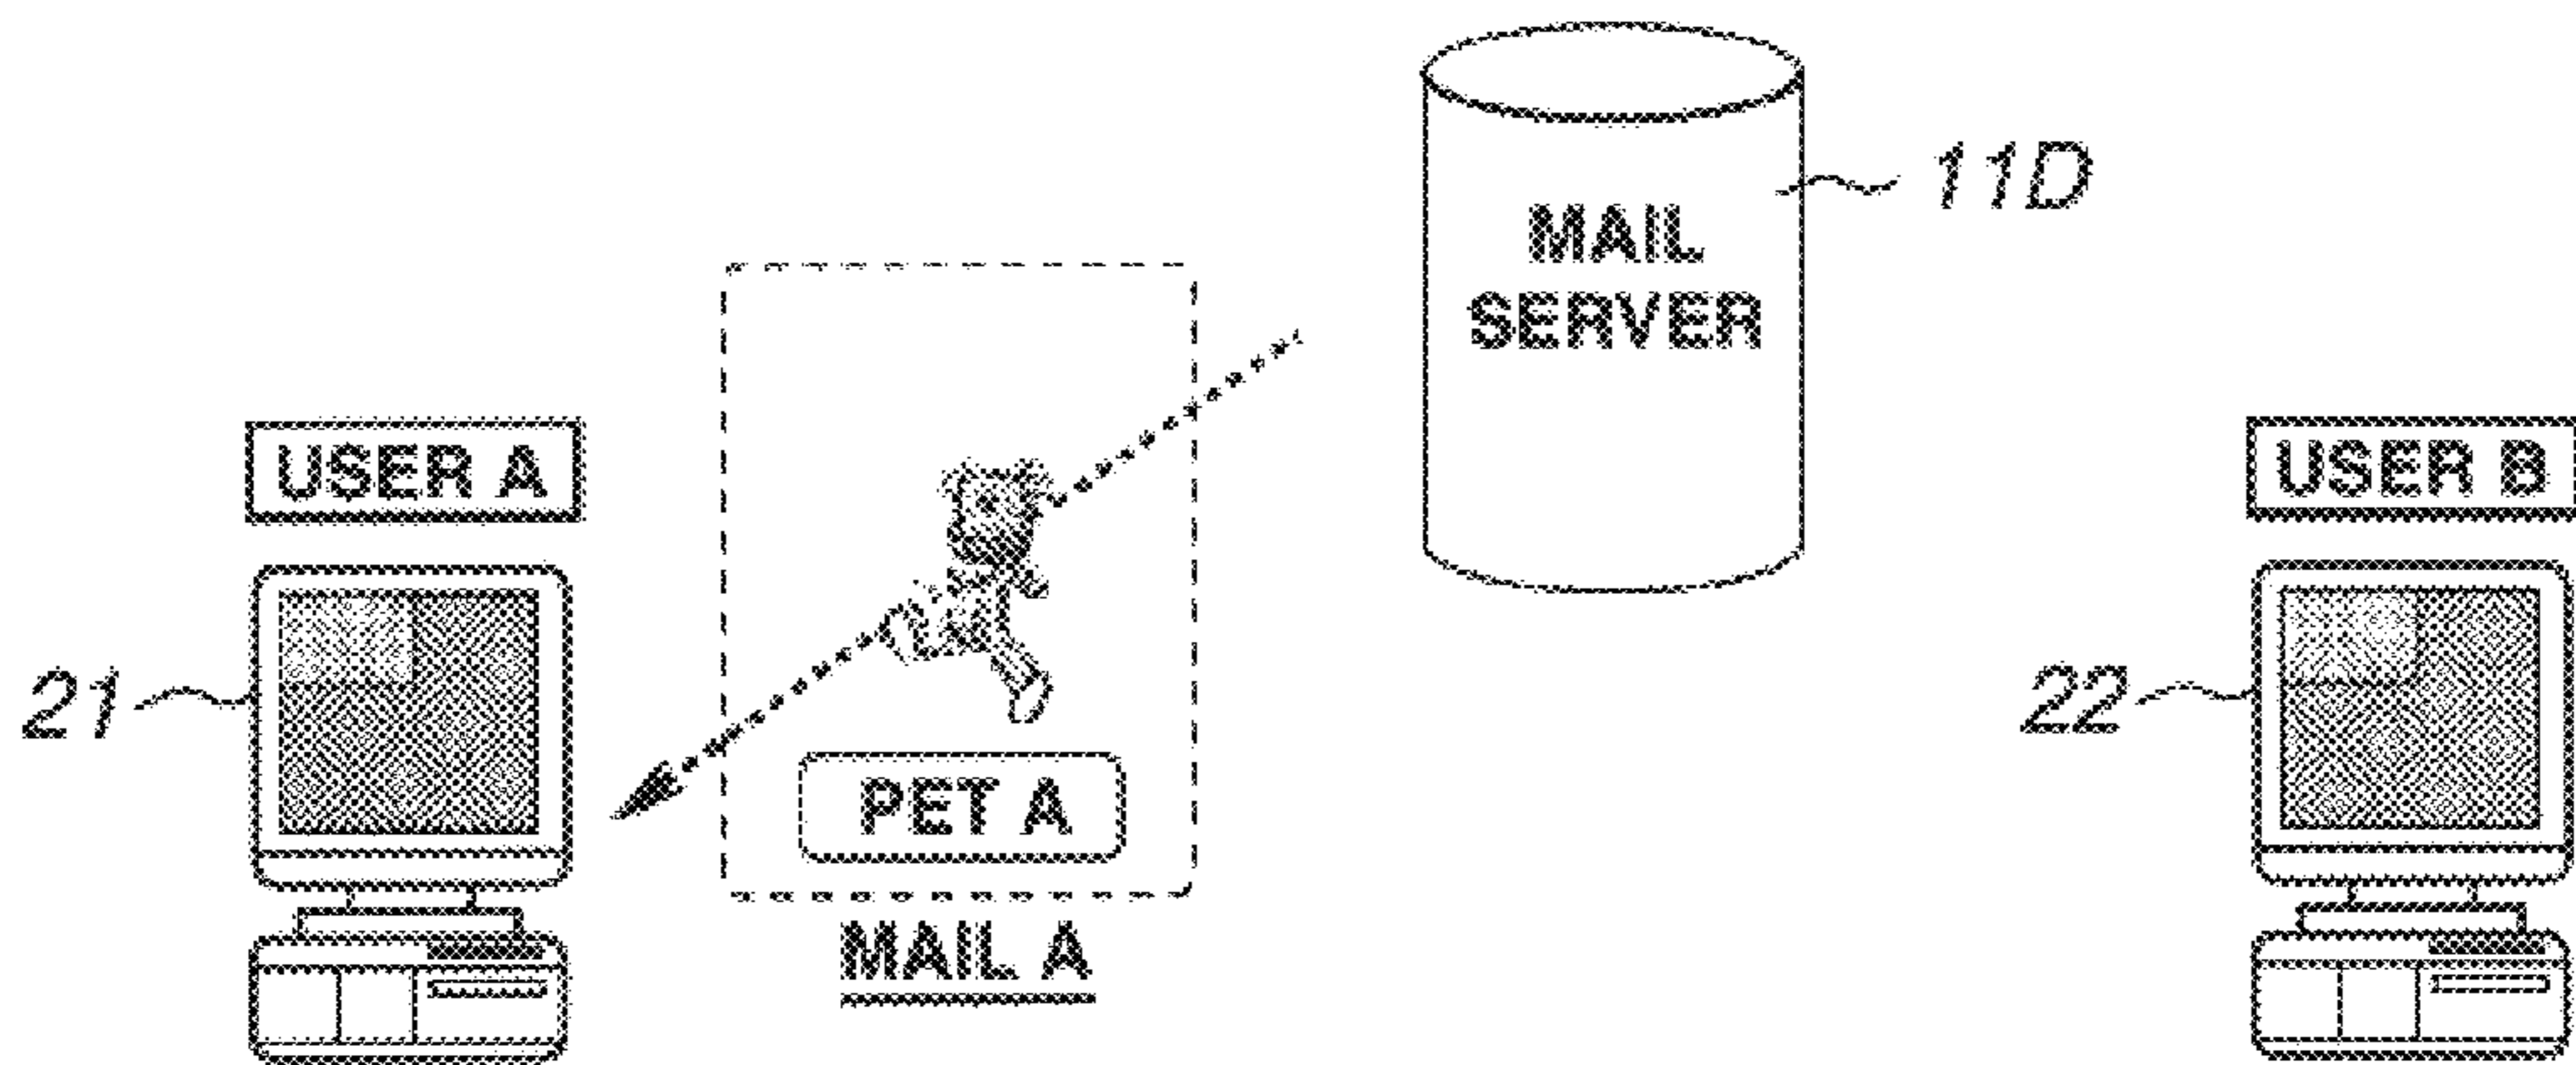 MAIL
SERVER
11D
USER A
USER B
21
22
PET A
MAIL A